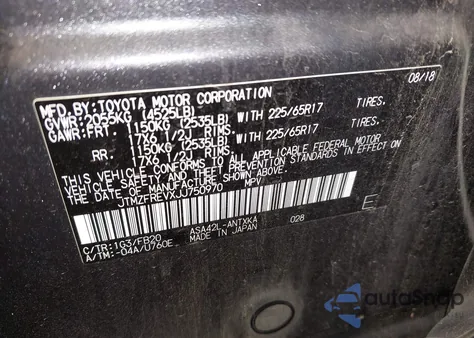 MFD.BY:TOYOTA MOTOR CORPORATION 08/18
GVWR:2055KG (4525LB)
GAWR:FRT. 1150KG (2535LB) WITH 225/65R17 TIRES.
17X6 1/2J RIMS.
RR. 1150KG (2535LB) WITH 225/65R17 TIRES.
17X6 1/2J RIMS.
THIS VEHICLE CONFORMS TO ALL APPLICABLE FEDERAL MOTOR
VEHICLE SAFETY AND THEFT PREVENTION STANDARDS IN EFFECT ON
THE DATE OF MANUFACTURE SHOWN ABOVE.
JTMZFREVXJJ750970 MPV
C/TR:1G3/FB20 ASA42L-ANTXKA 028
A/TM:-04A/U760E MADE IN JAPAN E
autoSnap